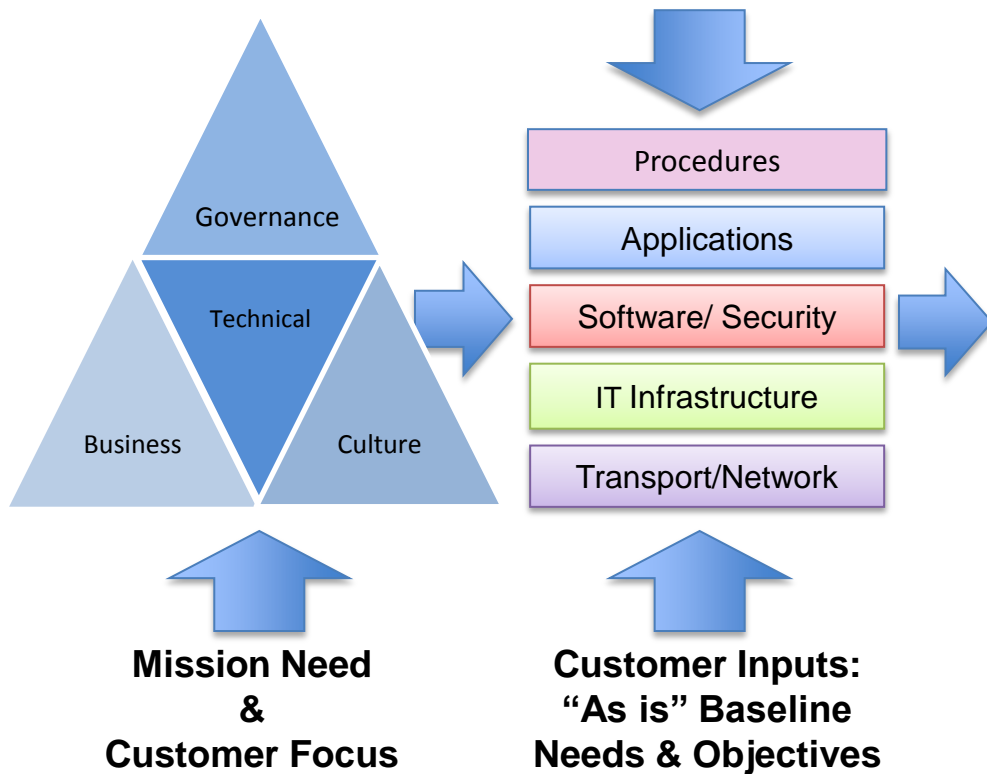 Governance
Technical
Business
Culture
Procedures
Applications
Software/ Security
IT Infrastructure
Transport/Network
Mission Need
&
Customer Focus
Customer Inputs:
“As is” Baseline
Needs & Objectives